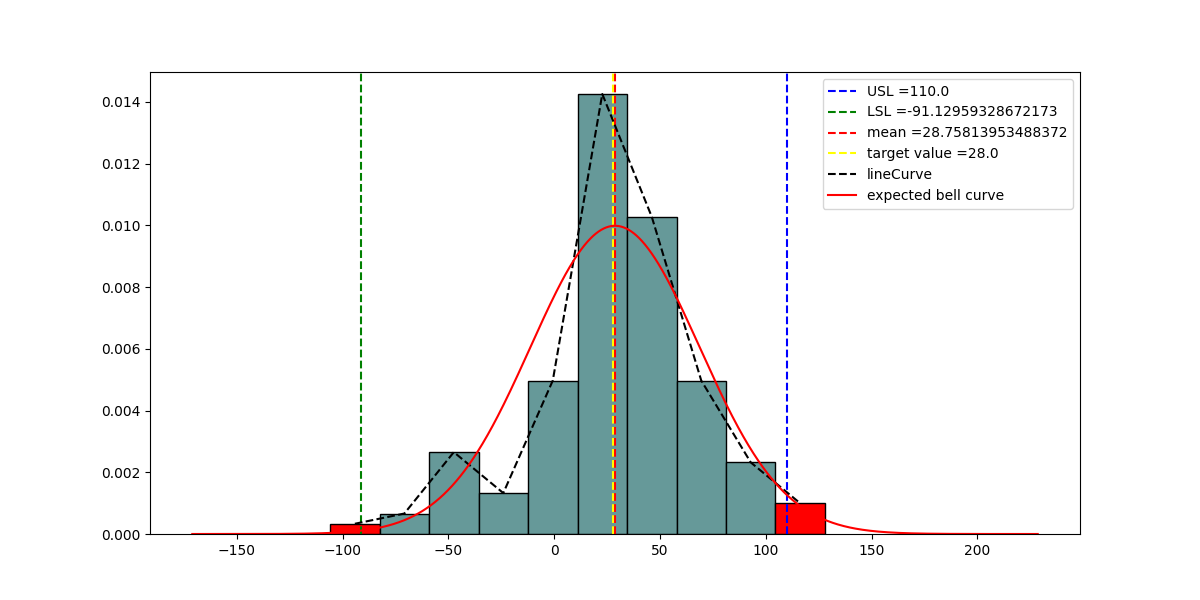 0.014
0.012
0.010
0.008
0.006
0.004
0.002
0.000
−150
−100
−50
0
50
100
150
200
USL =110.0
LSL =-91.12959328672173
mean =28.75813953488372
target value =28.0
lineCurve
expected bell curve